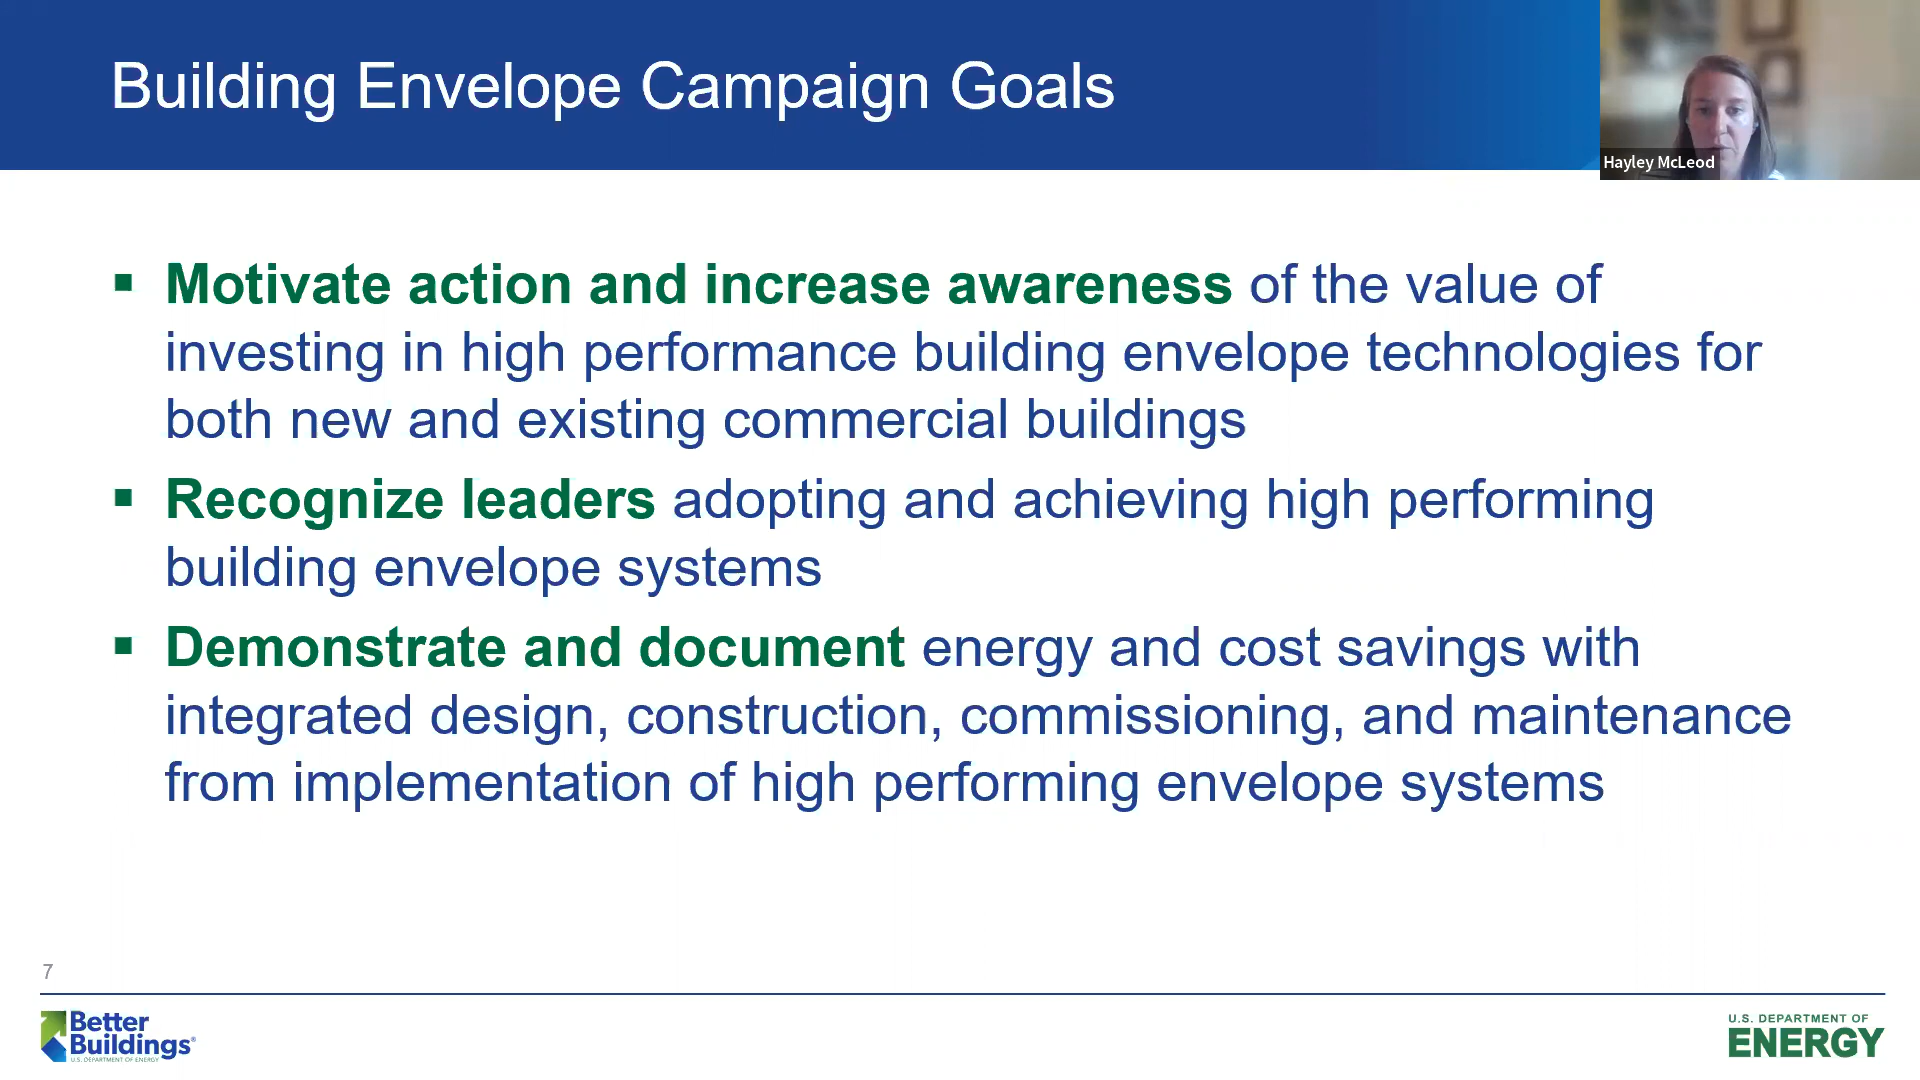 Building Envelope Campaign Goals
Hayley McLeod
▪ Motivate action and increase awareness of the value of
investing in high performance building envelope technologies for
both new and existing commercial buildings
▪ Recognize leaders adopting and achieving high performing
building envelope systems
▪ Demonstrate and document energy and cost savings with
integrated design, construction, commissioning, and maintenance
from implementation of high performing envelope systems
7
Better
Buildings®
U.S. DEPARTMENT OF ENERGY
U.S. DEPARTMENT OF
ENERGY